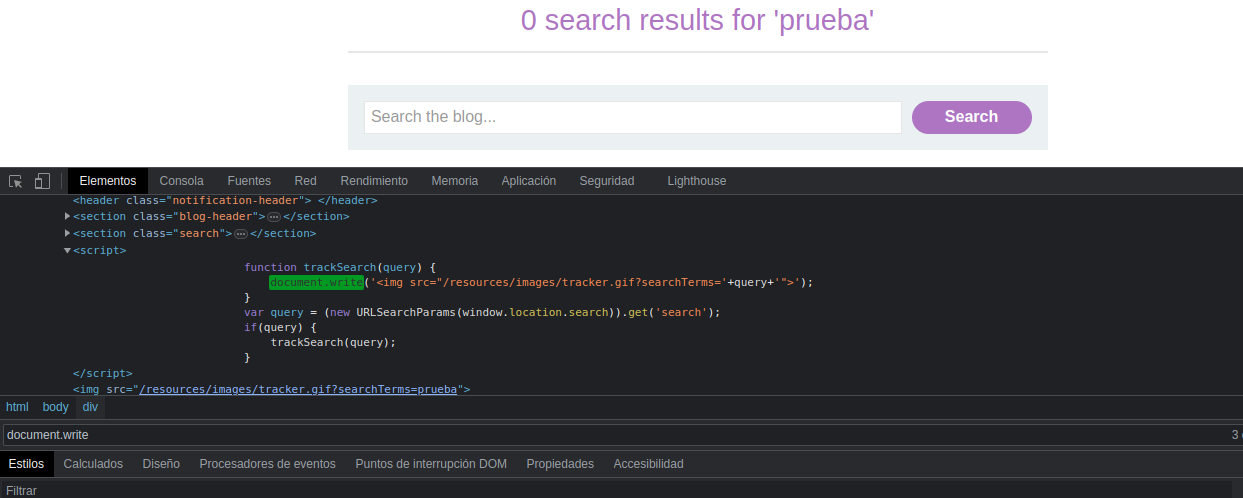 0 search results for 'prueba'
Search the blog...
Search
Elementos Consola Fuentes Red Rendimiento Memoria Aplicación Seguridad Lighthouse
<header class="notification-header"> </header>
<section class="blog-header">…</section>
<section class="search">…</section>
<script>
function trackSearch(query) {
document.write('<img src="/resources/images/tracker.gif?searchTerms='+query+'">');
}
var query = (new URLSearchParams(window.location.search)).get('search');
if(query) {
trackSearch(query);
}
</script>
<img src="/resources/images/tracker.gif?searchTerms=prueba">
html body div
document.write 3
Estilos Calculados Diseño Procesadores de eventos Puntos de interrupción DOM Propiedades Accesibilidad
Filtrar